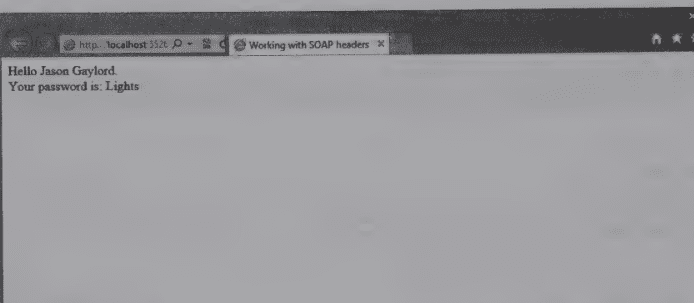 http: localhost:
Working with SOAP headers
Hello Jason Gaylord.
Your password is: Lights